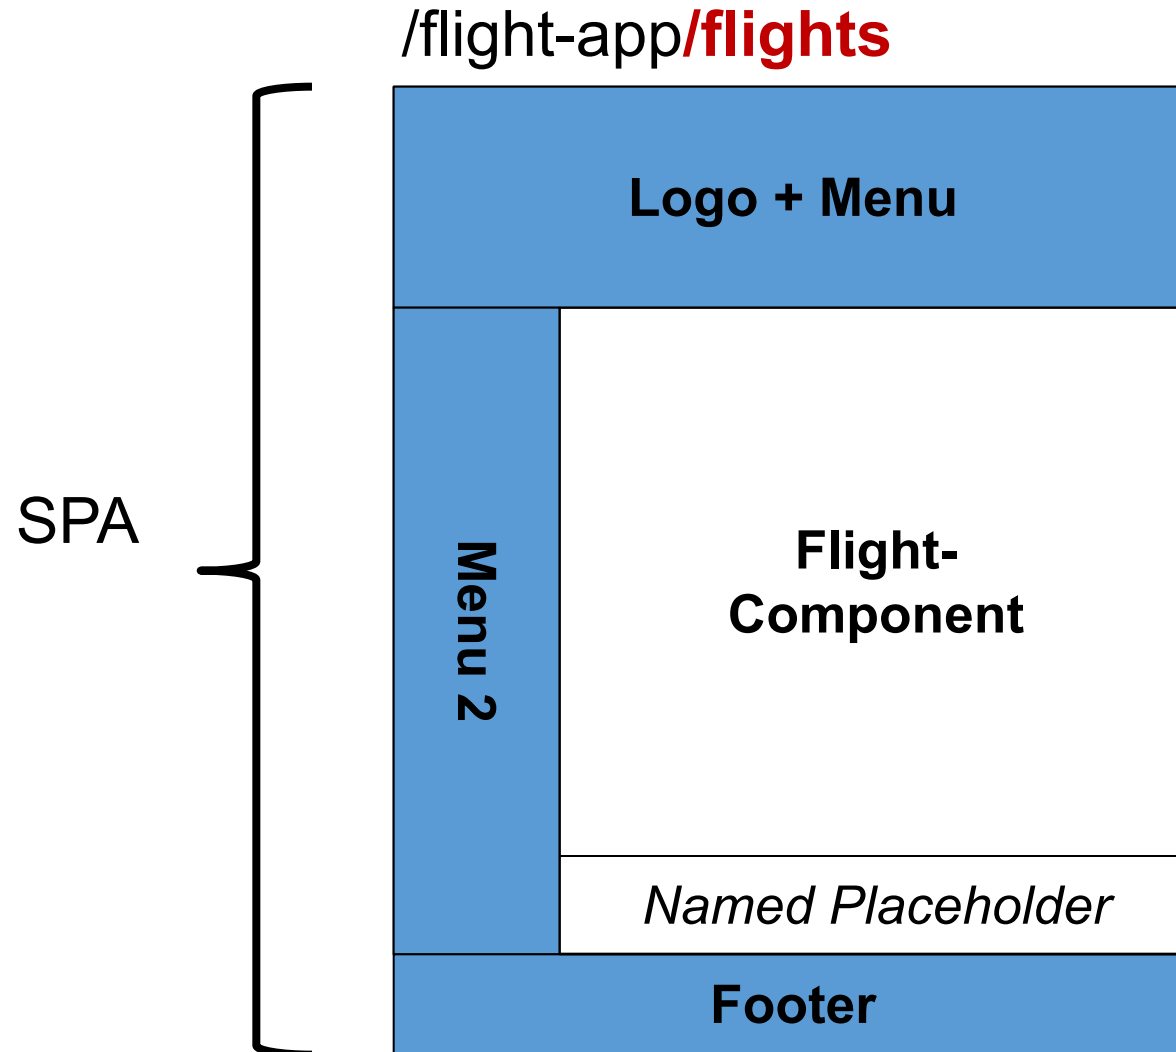 /flight-app/flights
Logo + Menu
SPA
Menu 2
Flight-
Component
Named Placeholder
Footer